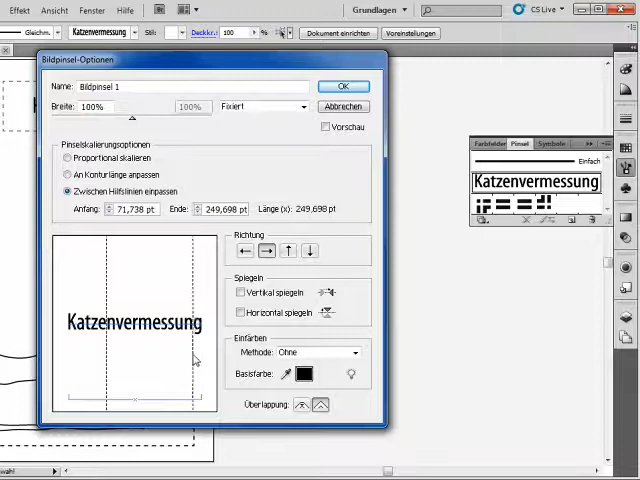 Effekt Ansicht Fenster Hilfe Br Grundlagen CS Live
Gleichm. Katzenvermessung Stil: Deckkr.: 100 % Dokument einrichten Voreinstellungen
Bildpinsel-Optionen
Name: Bildpinsel 1 OK
Breite: 100% 100% Fixiert Abbrechen
Vorschau
Pinselskalierungsoptionen
Proportional skalieren
An Konturlänge anpassen
Zwischen Hilfslinien einpassen
Anfang: 71,738 pt Ende: 249,698 pt Länge (x): 249,698 pt
Richtung
Spiegeln
Vertikal spiegeln
Horizontal spiegeln
Katzenvermessung
Einfärben
Methode: Ohne
Basisfarbe:
Überlappung:
Farbfelder Pinsel Symbole
Einfach
Katzenvermessung